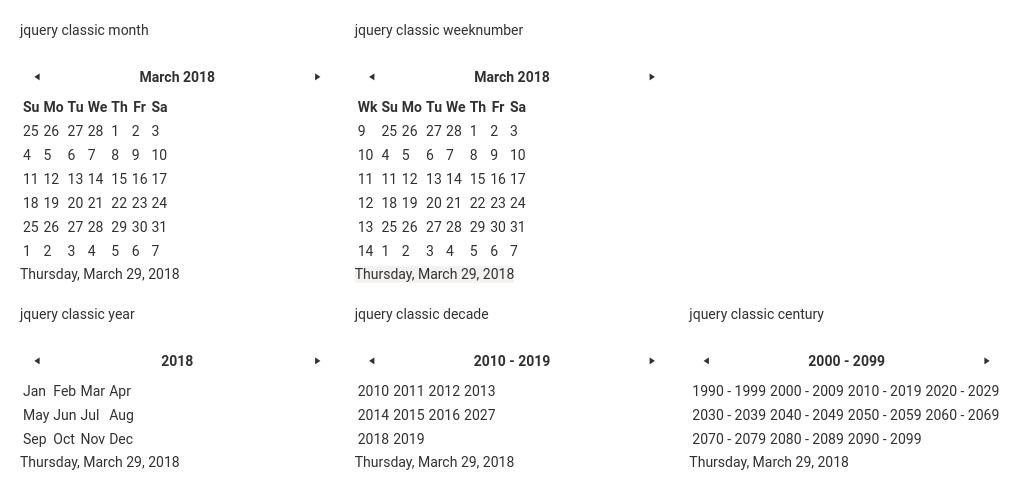 jquery classic month
March 2018
Su Mo Tu We Th Fr Sa
25 26 27 28 1 2 3
4 5 6 7 8 9 10
11 12 13 14 15 16 17
18 19 20 21 22 23 24
25 26 27 28 29 30 31
1 2 3 4 5 6 7
Thursday, March 29, 2018
jquery classic weeknumber
March 2018
Wk Su Mo Tu We Th Fr Sa
9 25 26 27 28 1 2 3
10 4 5 6 7 8 9 10
11 11 12 13 14 15 16 17
12 18 19 20 21 22 23 24
13 25 26 27 28 29 30 31
14 1 2 3 4 5 6 7
Thursday, March 29, 2018
jquery classic year
2018
Jan Feb Mar Apr
May Jun Jul Aug
Sep Oct Nov Dec
Thursday, March 29, 2018
jquery classic decade
2010 - 2019
2010 2011 2012 2013
2014 2015 2016 2027
2018 2019
Thursday, March 29, 2018
jquery classic century
2000 - 2099
1990 - 1999 2000 - 2009 2010 - 2019 2020 - 2029
2030 - 2039 2040 - 2049 2050 - 2059 2060 - 2069
2070 - 2079 2080 - 2089 2090 - 2099
Thursday, March 29, 2018